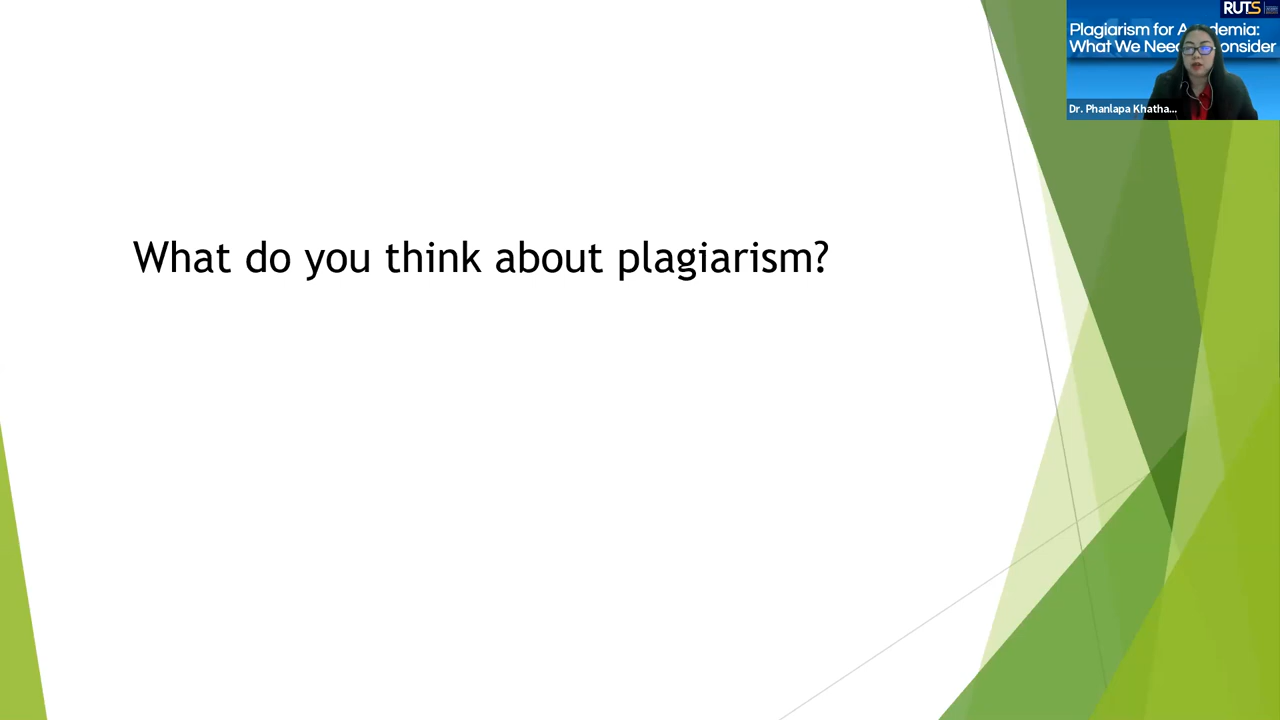 RUTS
Plagiarism for A demia:
What We Nee onsider
Dr. Phanlapa Khatha...
What do you think about plagiarism?